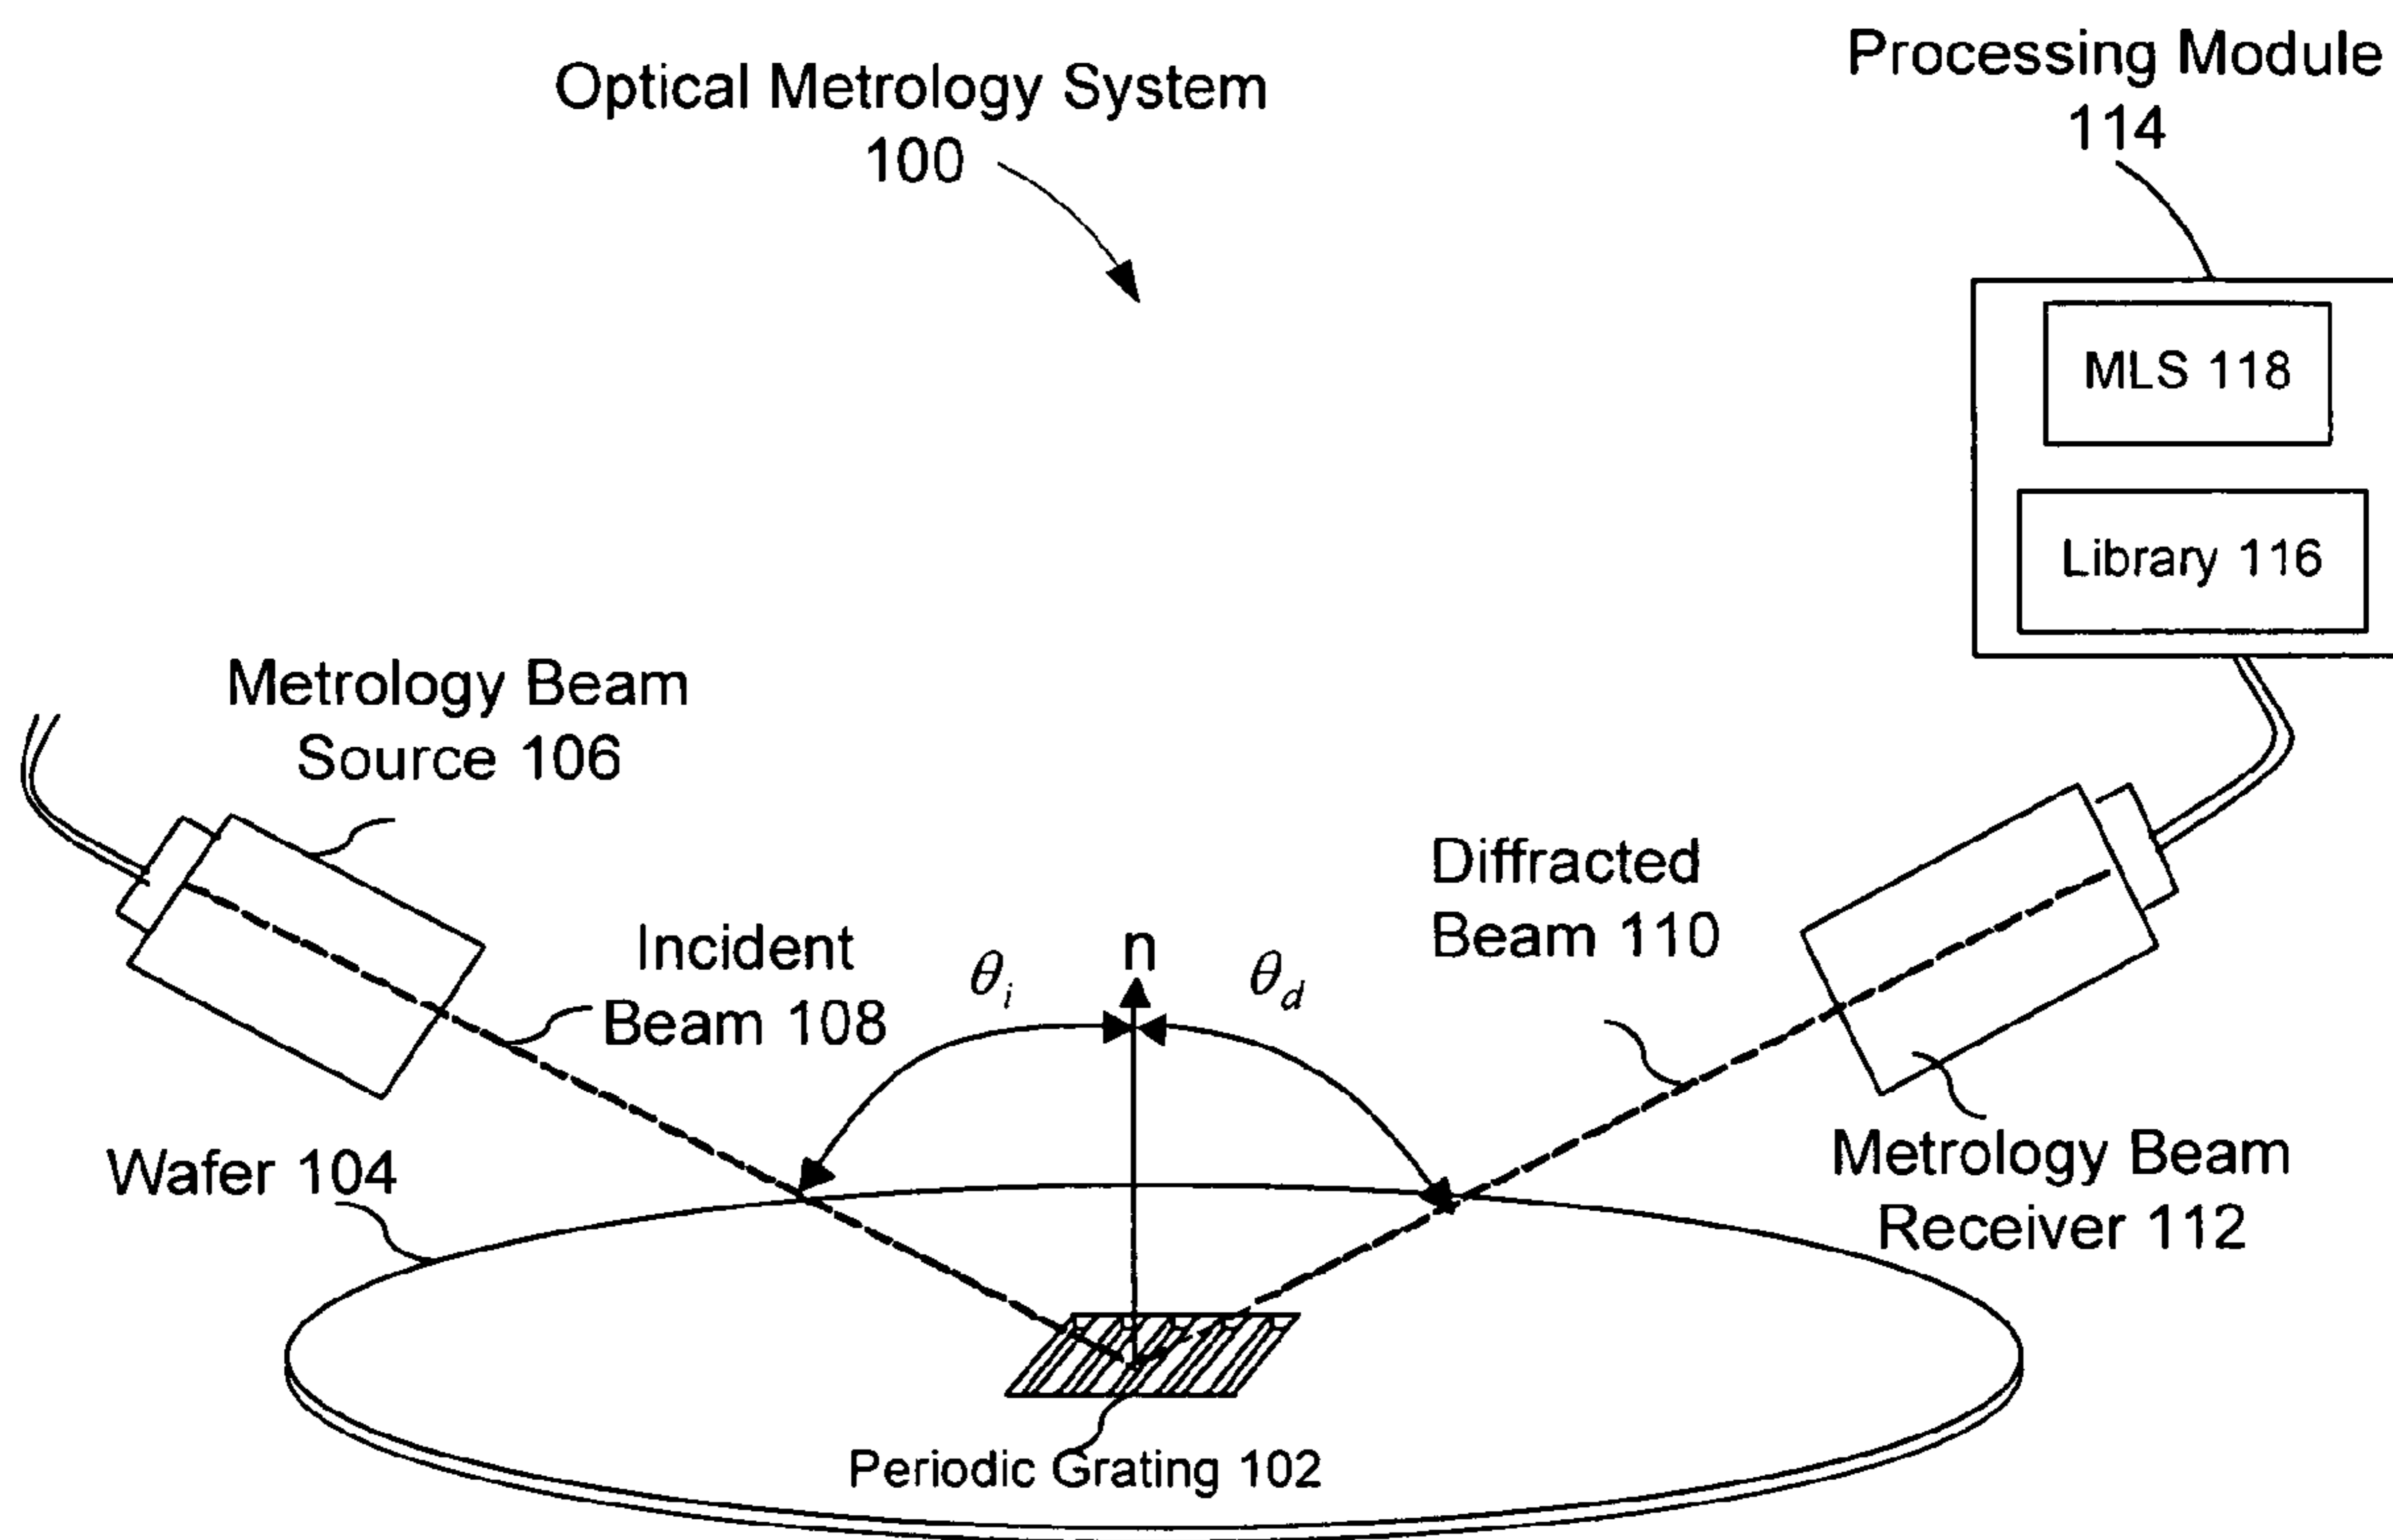 Optical Metrology System
100
Processing Module
114
MLS 118
Library 116
Metrology Beam
Source 106
Incident
Beam 108
θi
n
θd
Diffracted
Beam 110
Wafer 104
Metrology Beam
Receiver 112
Periodic Grating 102